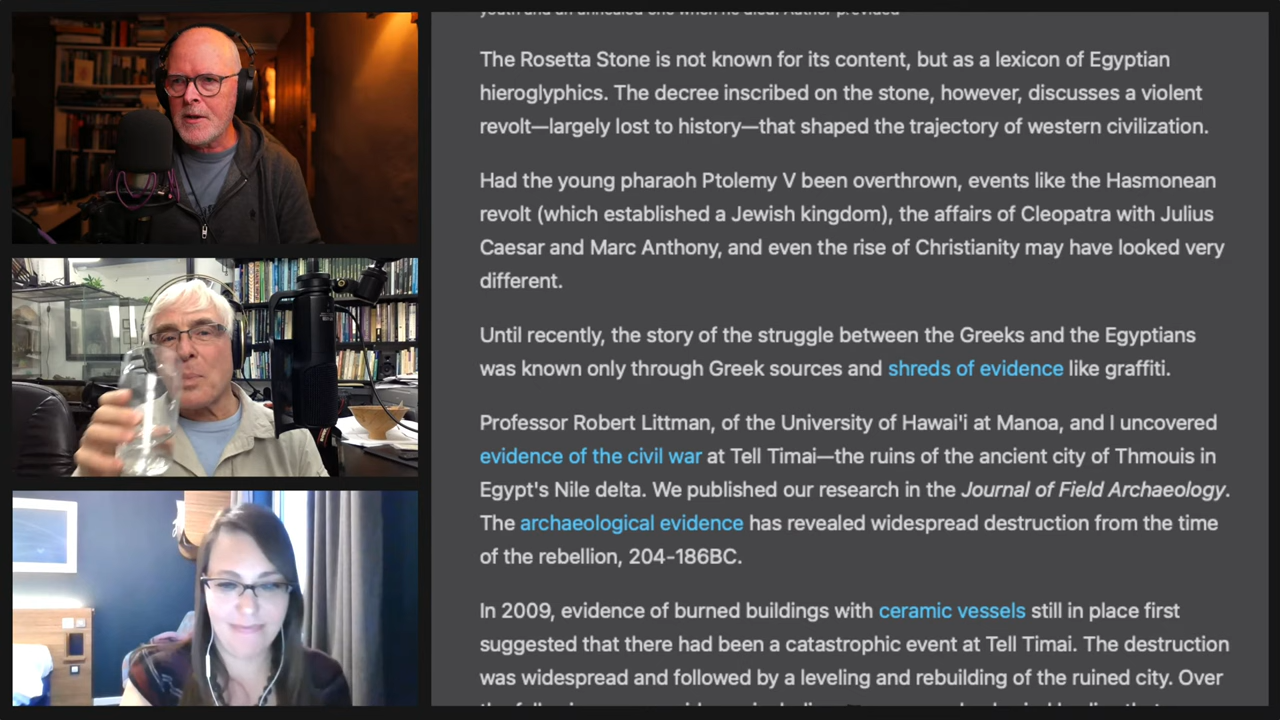 youth and an unhealed one when he died. Author provided
The Rosetta Stone is not known for its content, but as a lexicon of Egyptian
hieroglyphics. The decree inscribed on the stone, however, discusses a violent
revolt—largely lost to history—that shaped the trajectory of western civilization.
Had the young pharaoh Ptolemy V been overthrown, events like the Hasmonean
revolt (which established a Jewish kingdom), the affairs of Cleopatra with Julius
Caesar and Marc Anthony, and even the rise of Christianity may have looked very
different.
Until recently, the story of the struggle between the Greeks and the Egyptians
was known only through Greek sources and shreds of evidence like graffiti.
Professor Robert Littman, of the University of Hawai'i at Manoa, and I uncovered
evidence of the civil war at Tell Timai—the ruins of the ancient city of Thmouis in
Egypt's Nile delta. We published our research in the Journal of Field Archaeology.
The archaeological evidence has revealed widespread destruction from the time
of the rebellion, 204-186BC.
In 2009, evidence of burned buildings with ceramic vessels still in place first
suggested that there had been a catastrophic event at Tell Timai. The destruction
was widespread and followed by a leveling and rebuilding of the ruined city. Over